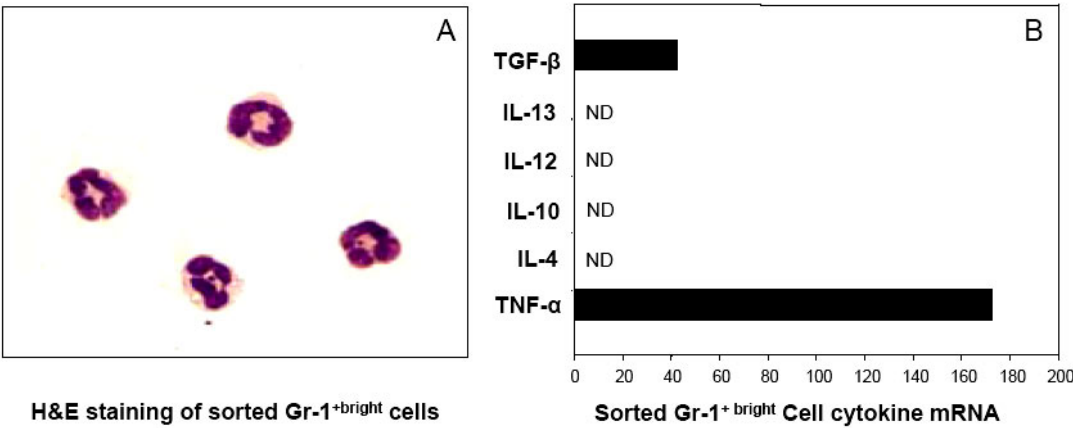 A
B
TGF-β
IL-13 ND
IL-12 ND
IL-10 ND
IL-4 ND
TNF-α
0 20 40 60 80 100 120 140 160 180 200
H&E staining of sorted Gr-1⁺ᵇʳⁱᵍʰᵗ cells
Sorted Gr-1⁺ ᵇʳⁱᵍʰᵗ Cell cytokine mRNA